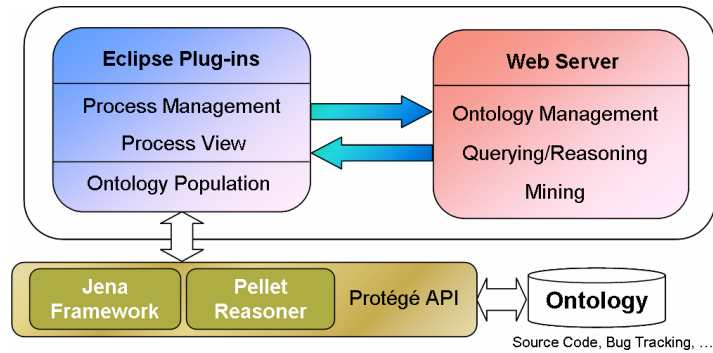 Eclipse Plug-ins
Process Management
Process View
Ontology Population
Web Server
Ontology Management
Querying/Reasoning
Mining
Jena
Framework
Pellet
Reasoner
Protégé API
Ontology
Source Code, Bug Tracking, ...